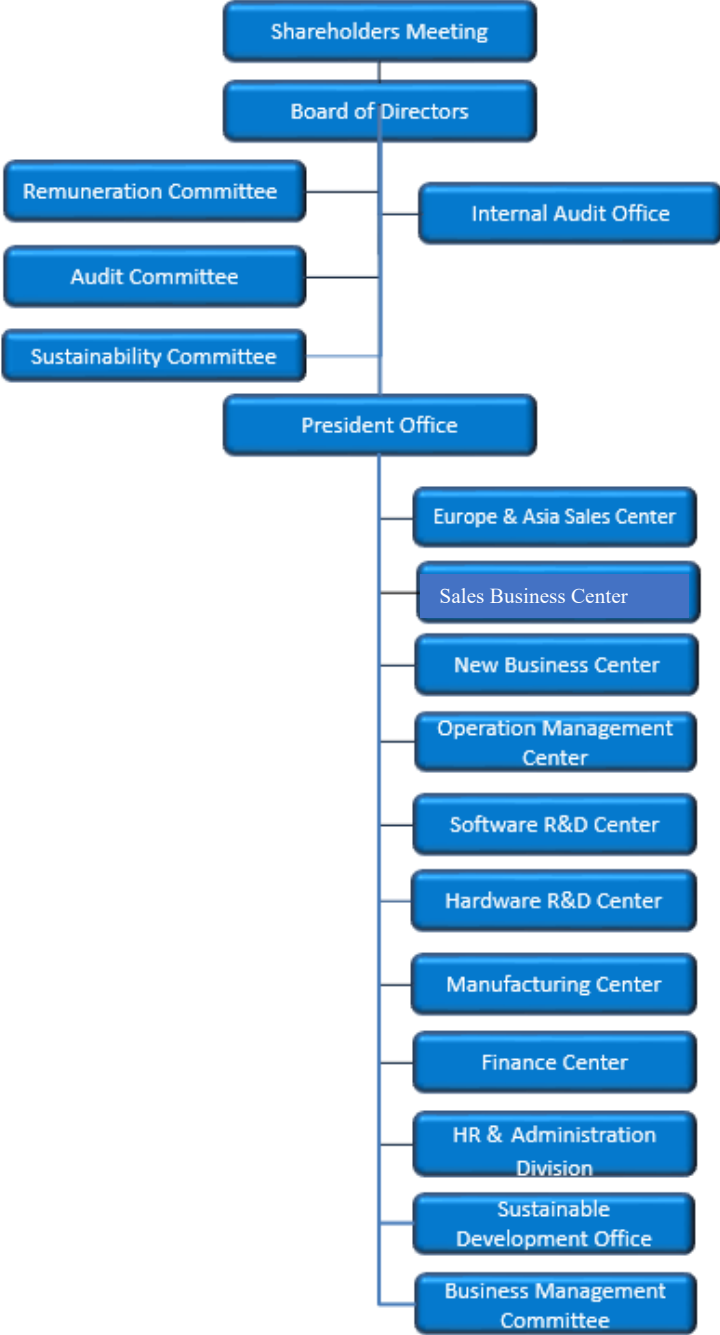 Shareholders Meeting
Board of Directors
Remuneration Committee
Internal Audit Office
Audit Committee
Sustainability Committee
President Office
Europe & Asia Sales Center
Sales Business Center
New Business Center
Operation Management
Center
Software R&D Center
Hardware R&D Center
Manufacturing Center
Finance Center
HR & Administration
Division
Sustainable
Development Office
Business Management
Committee